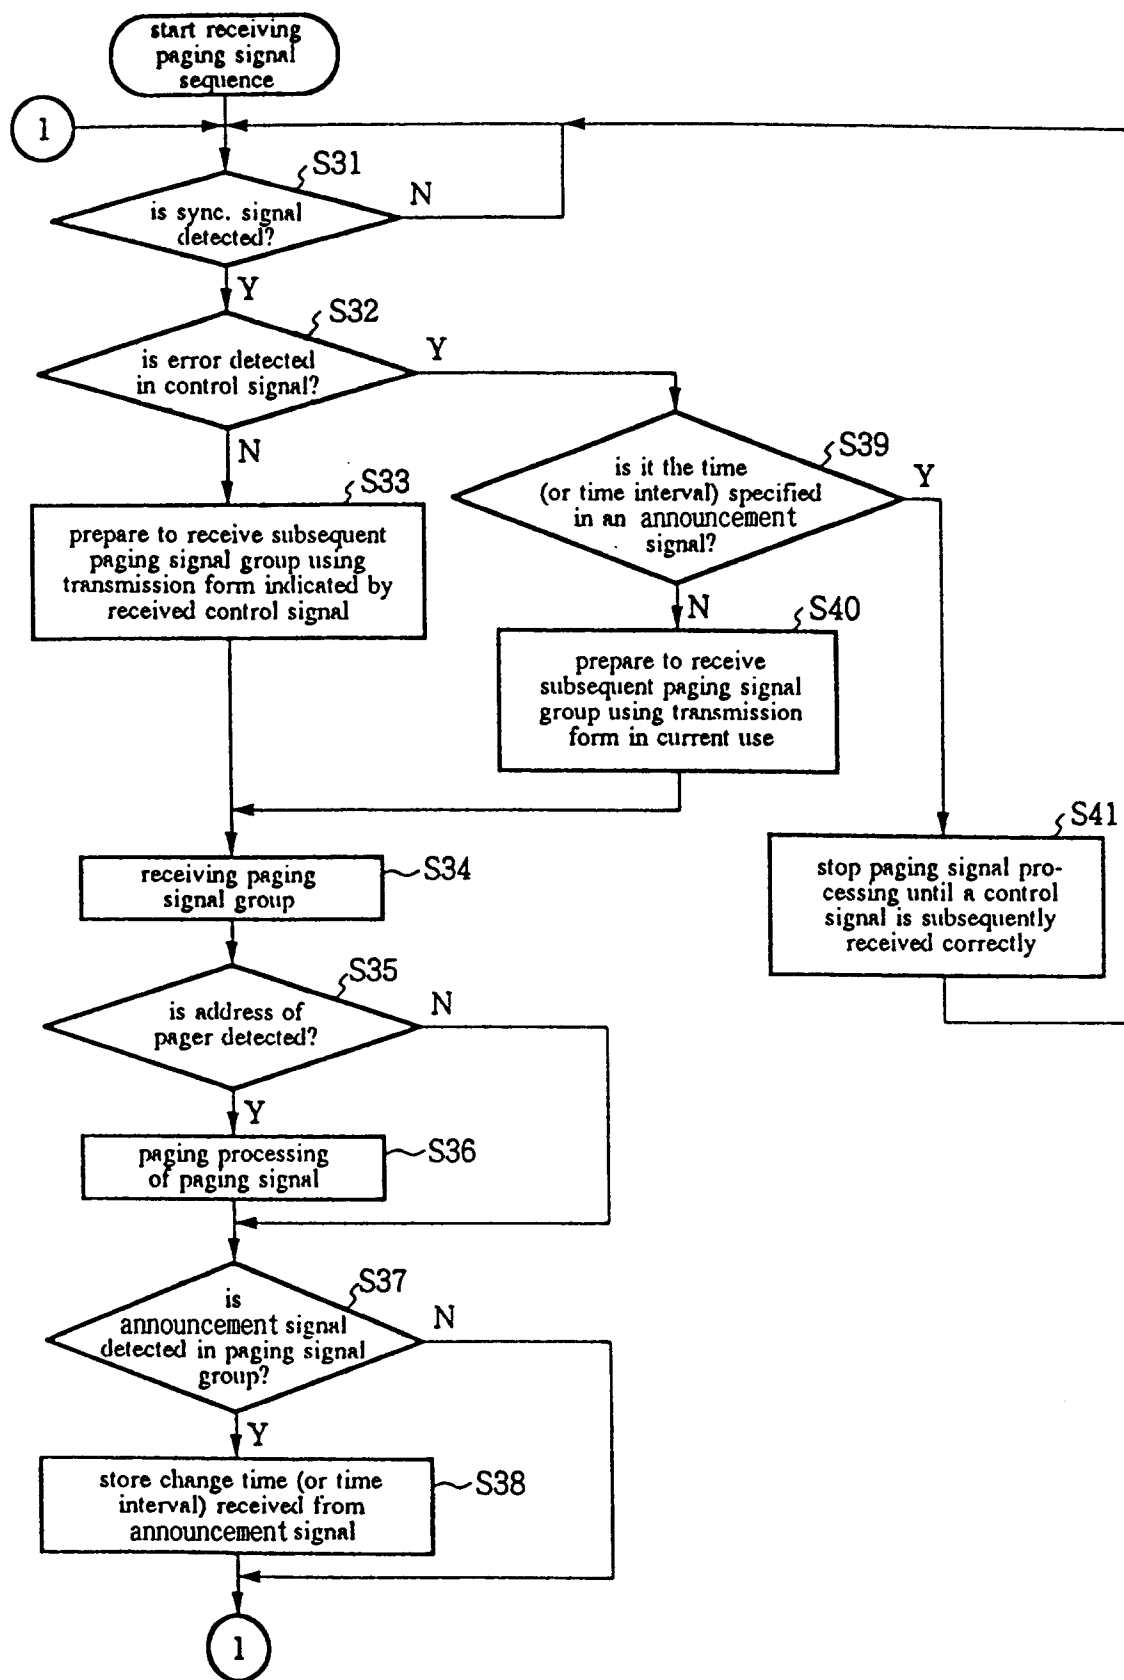 start receiving
paging signal
sequence
1
S31
N
is sync. signal
detected?
Y
S32
Y
is error detected
in control signal?
N
S39
Y
is it the time
(or time interval) specified
in an announcement
signal?
N
S33
prepare to receive subsequent
paging signal group using
transmission form indicated by
received control signal
S40
prepare to receive
subsequent paging signal
group using transmission
form in current use
S41
stop paging signal pro-
cessing until a control
signal is subsequently
received correctly
receiving paging
signal group
S34
S35
N
is address of
pager detected?
Y
paging processing
of paging signal
S36
S37
N
is
announcement signal
detected in paging signal
group?
Y
store change time (or time
interval) received from
announcement signal
S38
1